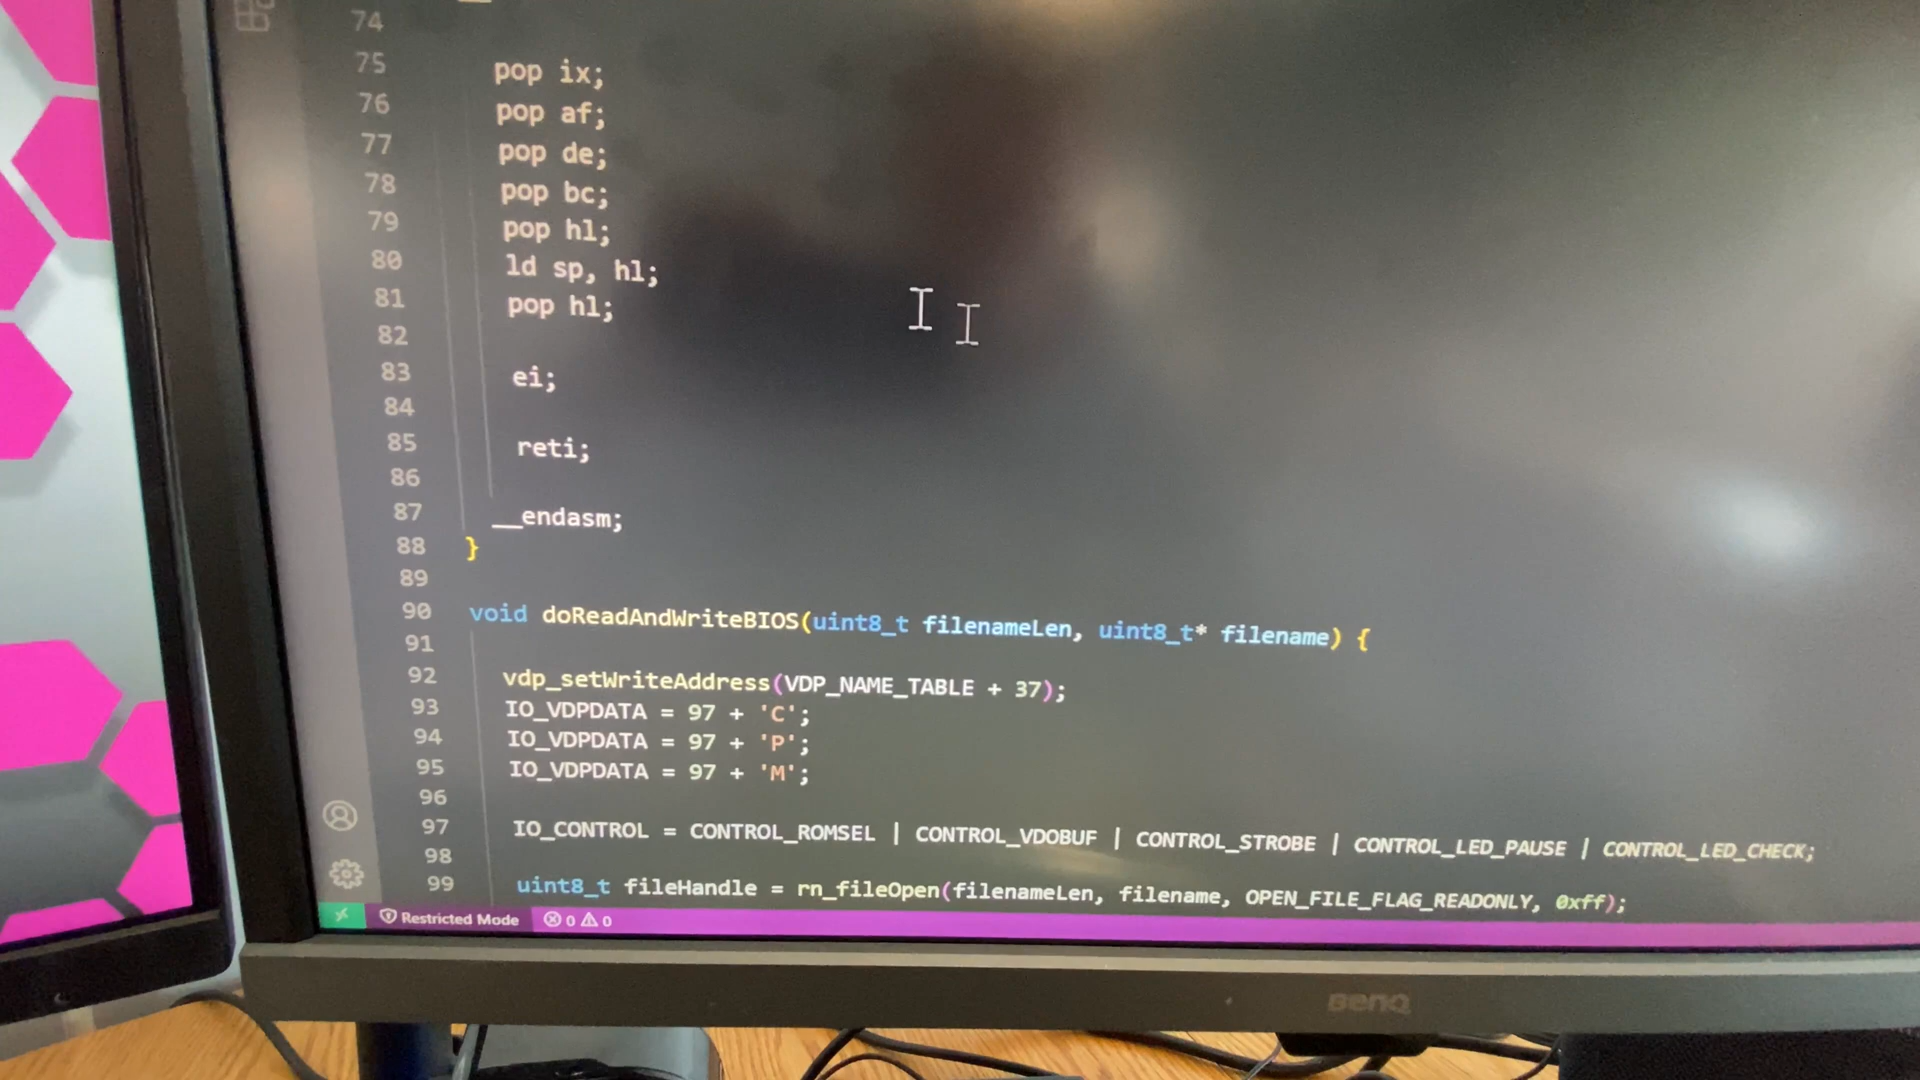 74
75 pop ix;
76 pop af;
77 pop de;
78 pop bc;
79 pop hl;
80 ld sp, hl;
81 pop hl;
82
83 ei;
84
85 reti;
86
87 __endasm;
88 }
89
90 void doReadAndWriteBIOS(uint8_t filenameLen, uint8_t* filename) {
91
92 vdp_setWriteAddress(VDP_NAME_TABLE + 37);
93 IO_VDPDATA = 97 + 'C';
94 IO_VDPDATA = 97 + 'P';
95 IO_VDPDATA = 97 + 'M';
96
97 IO_CONTROL = CONTROL_ROMSEL | CONTROL_VDOBUF | CONTROL_STROBE | CONTROL_LED_PAUSE | CONTROL_LED_CHECK;
98
99 uint8_t fileHandle = rn_fileOpen(filenameLen, filename, OPEN_FILE_FLAG_READONLY, 0xff);
Restricted Mode 0 0
BenQ